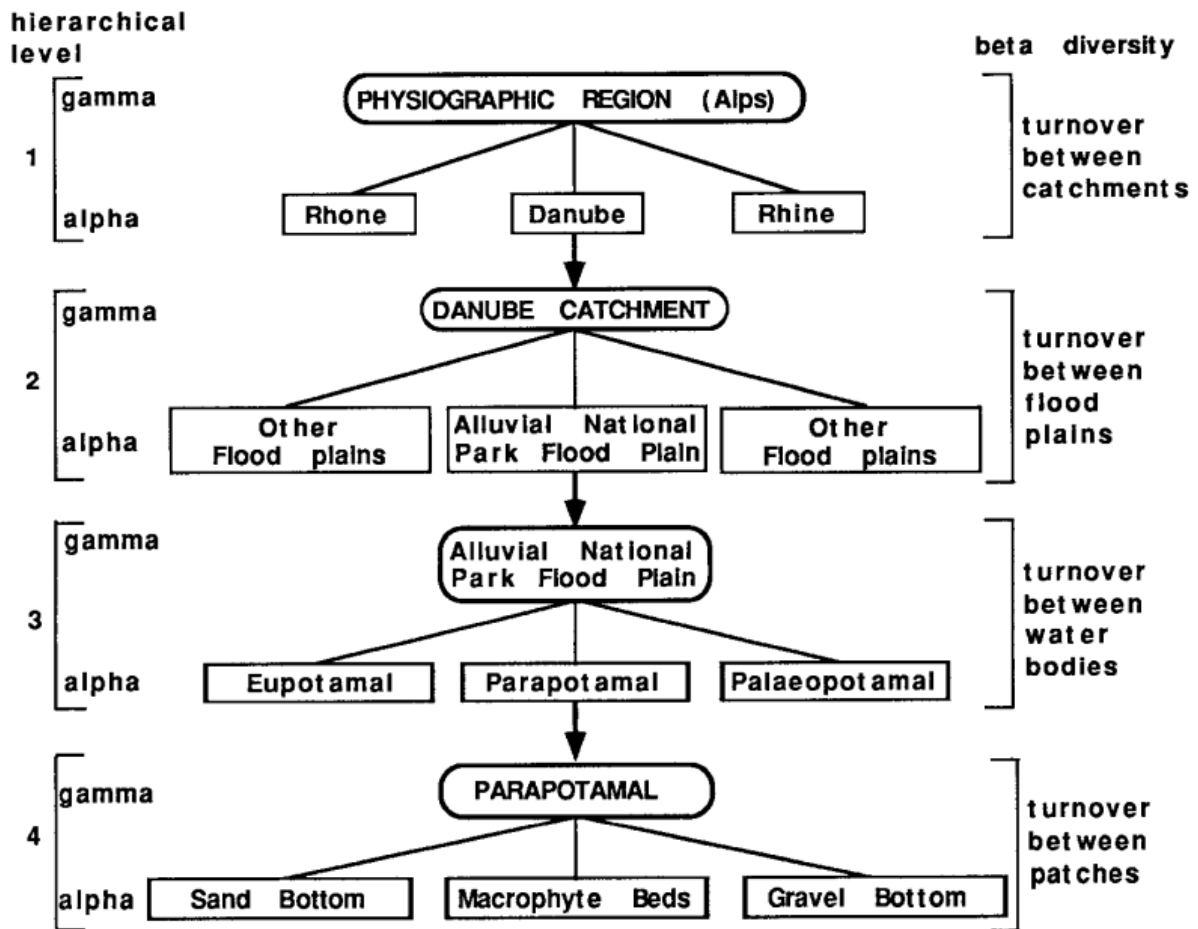 hierarchical
level
beta diversity
gamma
PHYSIOGRAPHIC REGION (Alps)
turnover
between
catchments
1
alpha
Rhone
Danube
Rhine
gamma
DANUBE CATCHMENT
turnover
between
flood
plains
2
alpha
Other
Flood plains
Alluvial National
Park Flood Plain
Other
Flood plains
gamma
Alluvial National
Park Flood Plain
turnover
between
water
bodies
3
alpha
Eupotamal
Parapotamal
Palaeopotamal
gamma
PARAPOTAMAL
turnover
between
patches
4
alpha
Sand Bottom
Macrophyte Beds
Gravel Bottom